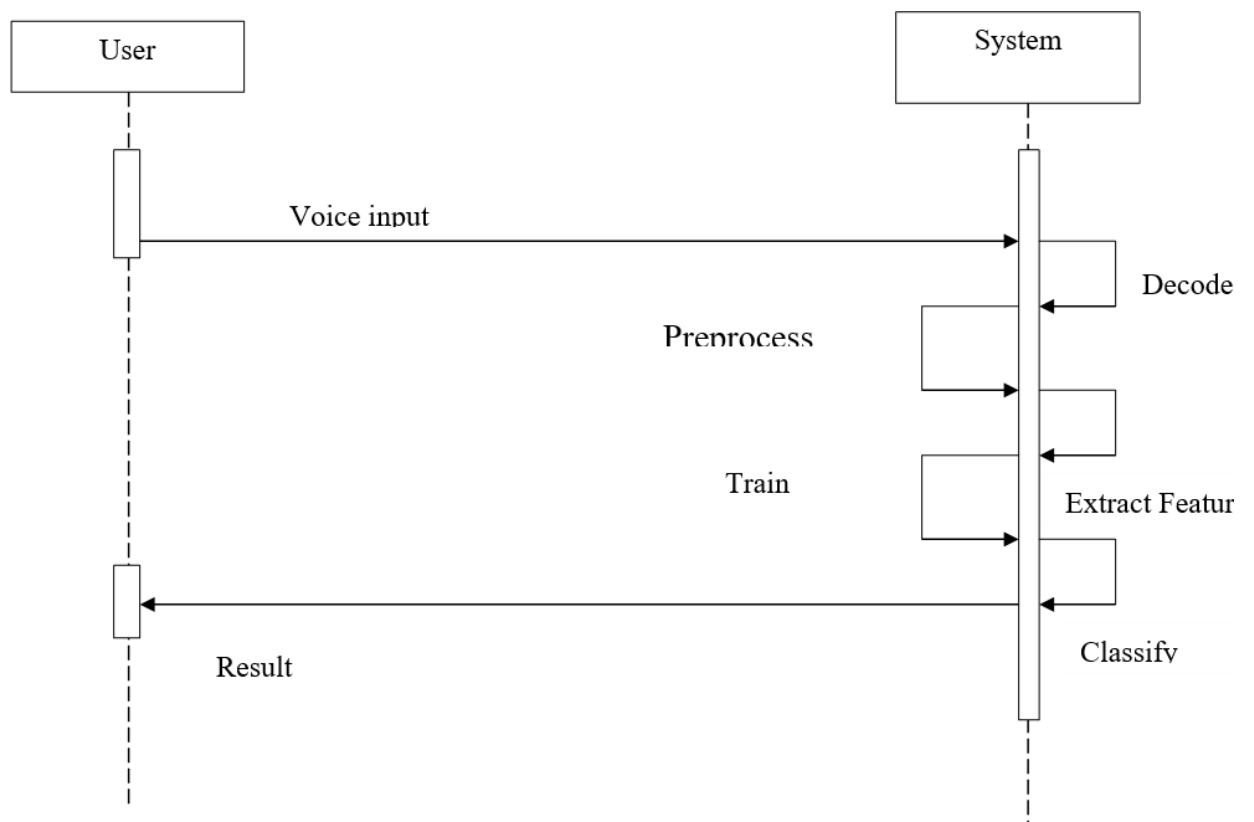 User
System
Voice input
Decode
Preprocess
Train
Extract Featur
Classify
Result